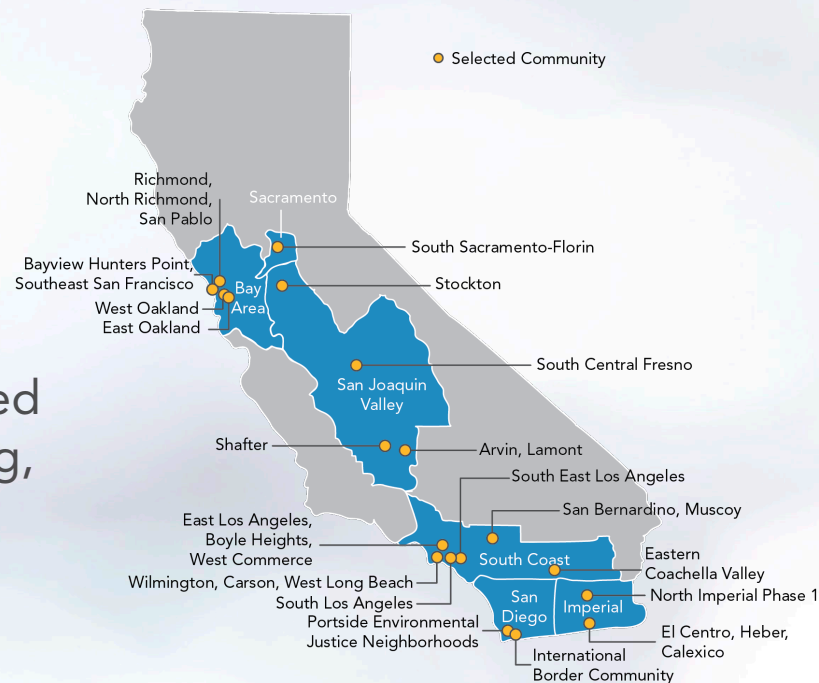 Selected Community
Richmond,
North Richmond,
San Pablo
Sacramento
South Sacramento-Florin
Bayview Hunters Point,
Southeast San Francisco
Bay
Area
Stockton
West Oakland
East Oakland
South Central Fresno
San Joaquin
Valley
ed
g,
Shafter
Arvin, Lamont
South East Los Angeles
San Bernardino, Muscoy
East Los Angeles,
Boyle Heights,
West Commerce
South Coast
Eastern
Coachella Valley
Wilmington, Carson, West Long Beach
South Los Angeles
San
Diego
Imperial
North Imperial Phase 1
Portside Environmental
Justice Neighborhoods
El Centro, Heber,
Calexico
International
Border Community